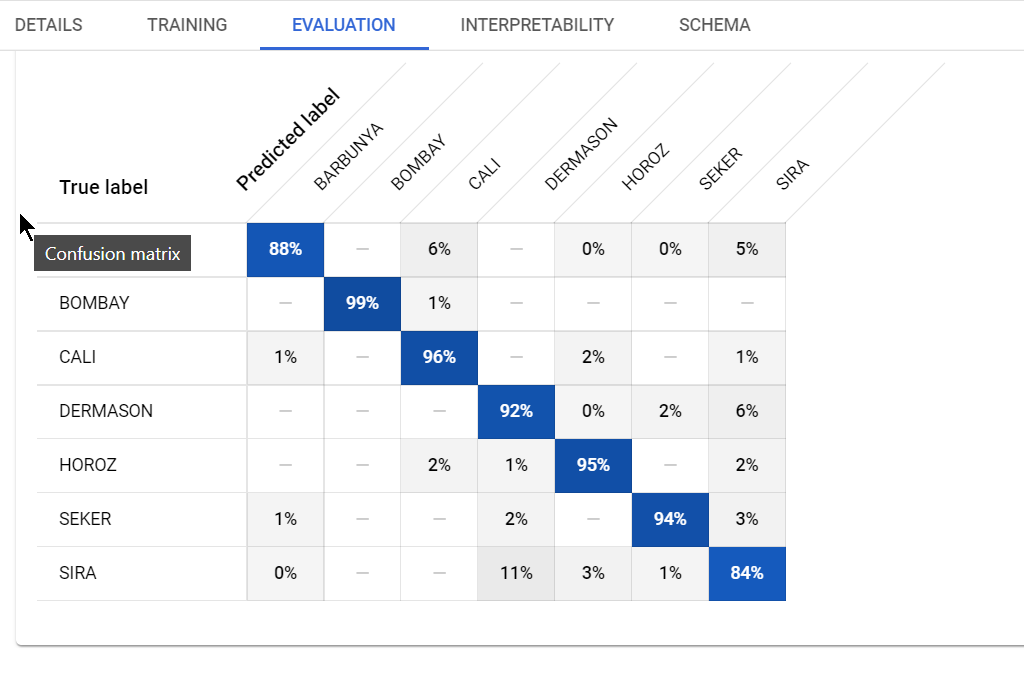 DETAILS TRAINING EVALUATION INTERPRETABILITY SCHEMA
True label Predicted label BARBUNYA BOMBAY CALI DERMASON HOROZ SEKER SIRA
Confusion matrix 88% — 6% — 0% 0% 5%
BOMBAY — 99% 1% — — — —
CALI 1% — 96% — 2% — 1%
DERMASON — — — 92% 0% 2% 6%
HOROZ — — 2% 1% 95% — 2%
SEKER 1% — — 2% — 94% 3%
SIRA 0% — — 11% 3% 1% 84%